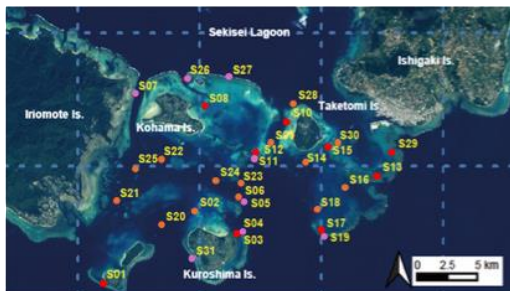 Sekisei Lagoon
S26
S27
Ishigaki Is.
S07
S28
S08
Taketomi Is.
S10
Iriomote Is.
Kohama Is.
S30
S12
S15
S29
S11
S22
S14
S25
S13
S24
S23
S16
S06
S21
S02
S05
S18
S20
S04
S17
S03
S19
S31
Kuroshima Is.
S01
0 2.5 5 km